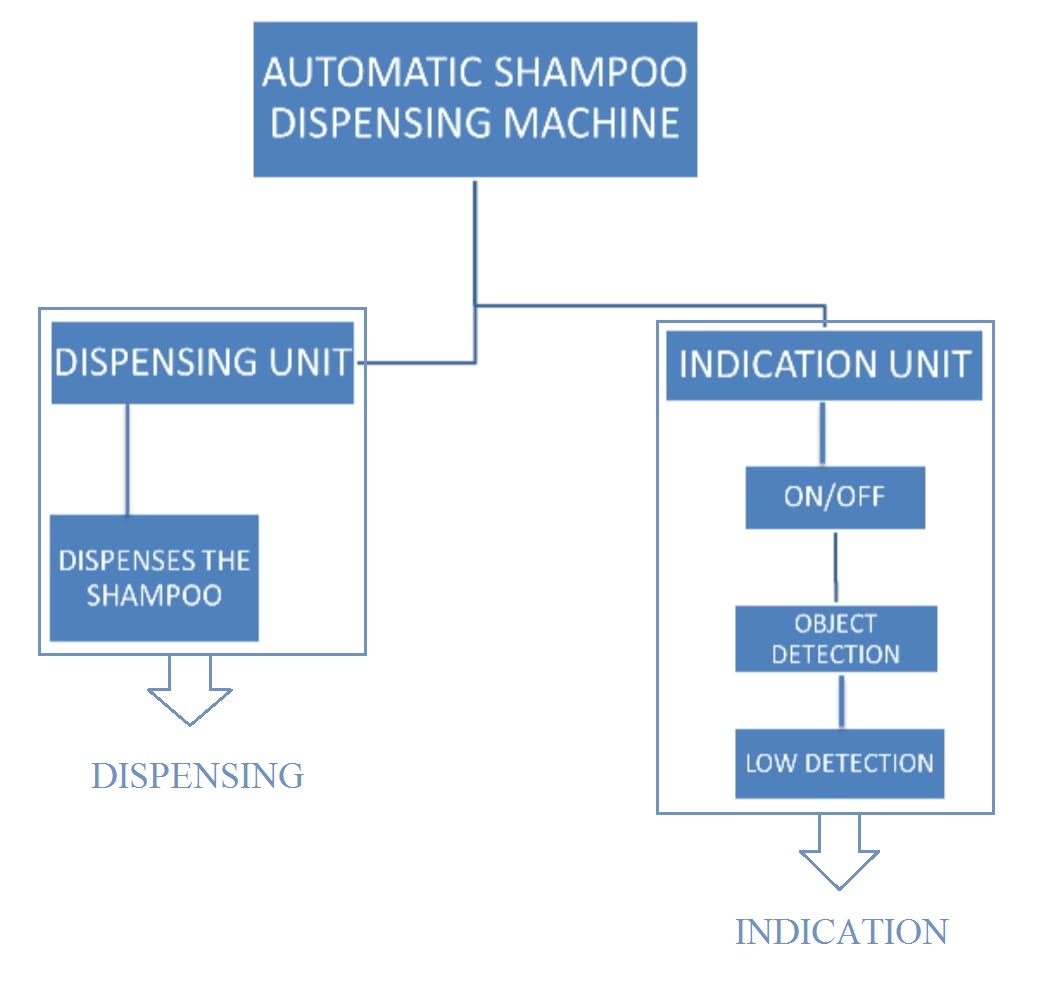 AUTOMATIC SHAMPOO
DISPENSING MACHINE
DISPENSING UNIT
DISPENSES THE
SHAMPOO
DISPENSING
INDICATION UNIT
ON/OFF
OBJECT
DETECTION
LOW DETECTION
INDICATION